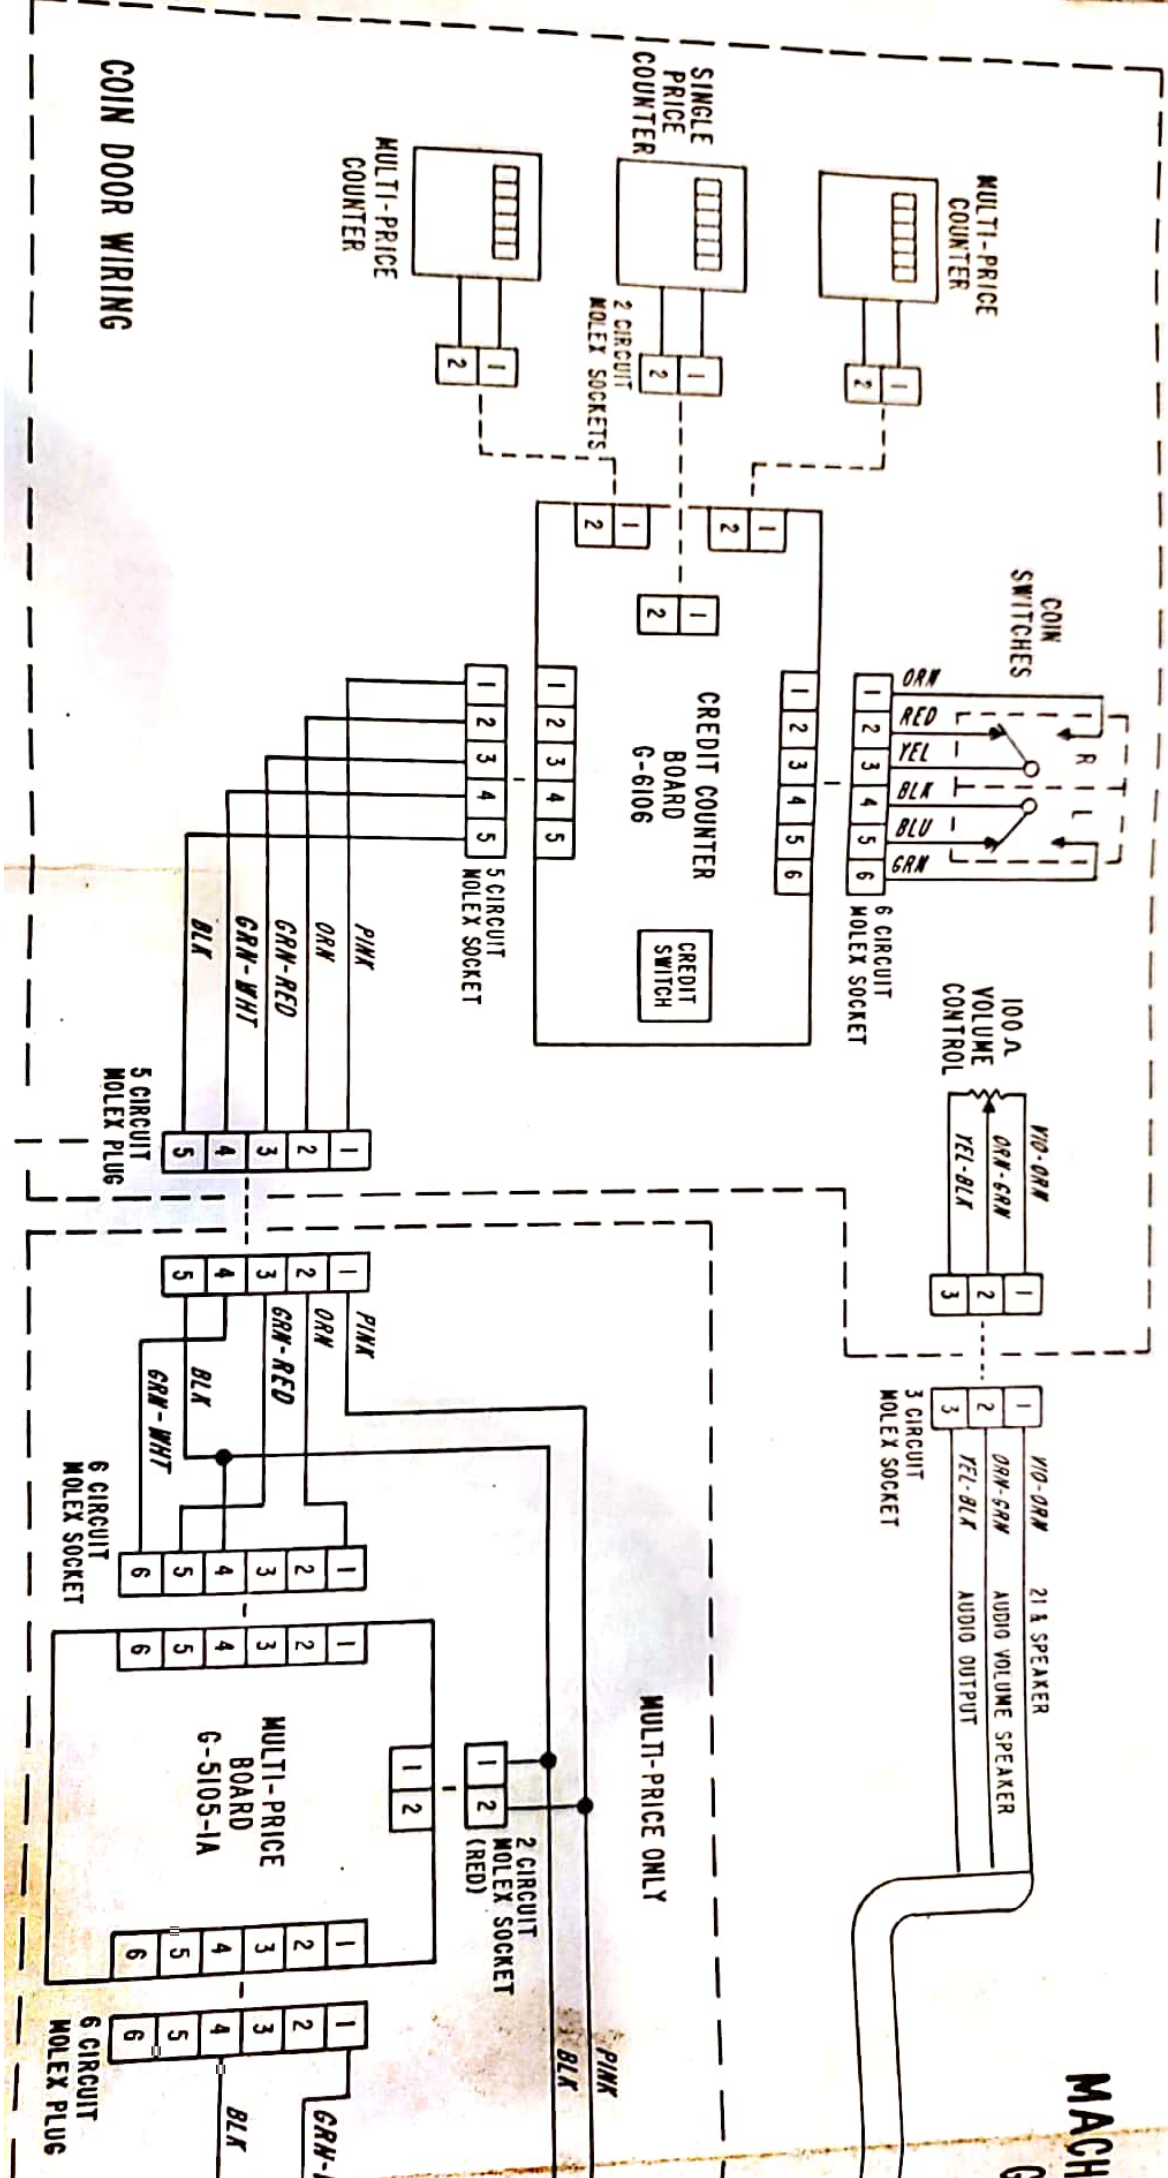 COIN DOOR WIRING
MULTI-PRICE
COUNTER
1
2
SINGLE
PRICE
COUNTER
1
2
2 CIRCUIT
MOLEX SOCKETS
MULTI-PRICE
COUNTER
1
2
1
2
1
2
1
2
COIN
SWITCHES
ORN
RED
YEL
BLK
BLU
GRN
R
L
1 2 3 4 5 6
1 2 3 4 5 6
6 CIRCUIT
MOLEX SOCKET
CREDIT COUNTER
BOARD
G-6106
CREDIT
SWITCH
1 2 3 4 5
1 2 3 4 5
5 CIRCUIT
MOLEX SOCKET
PINK
ORN
GRN-RED
GRN-WHT
BLK
5 CIRCUIT
MOLEX PLUG
1
2
3
4
5
100 Ω
VOLUME
CONTROL
VIO-ORN
ORN-GRN
YEL-BLK
1
2
3
1
2
3
3 CIRCUIT
MOLEX SOCKET
VIO-ORN 21 & SPEAKER
ORN-GRN AUDIO VOLUME SPEAKER
YEL-BLK AUDIO OUTPUT
1
2
3
4
5
PINK
ORN
GRN-RED
BLK
GRN-WHT
6 CIRCUIT
MOLEX SOCKET
1
2
3
4
5
6
1
2
3
4
5
6
MULTI-PRICE
BOARD
G-5105-1A
1 2
1 2
2 CIRCUIT
MOLEX SOCKET
(RED)
MULTI-PRICE ONLY
1
2
3
4
5
6
1
2
3
4
5
6
6 CIRCUIT
MOLEX PLUG
PINK
BLK
BLK
GRN-
MACH